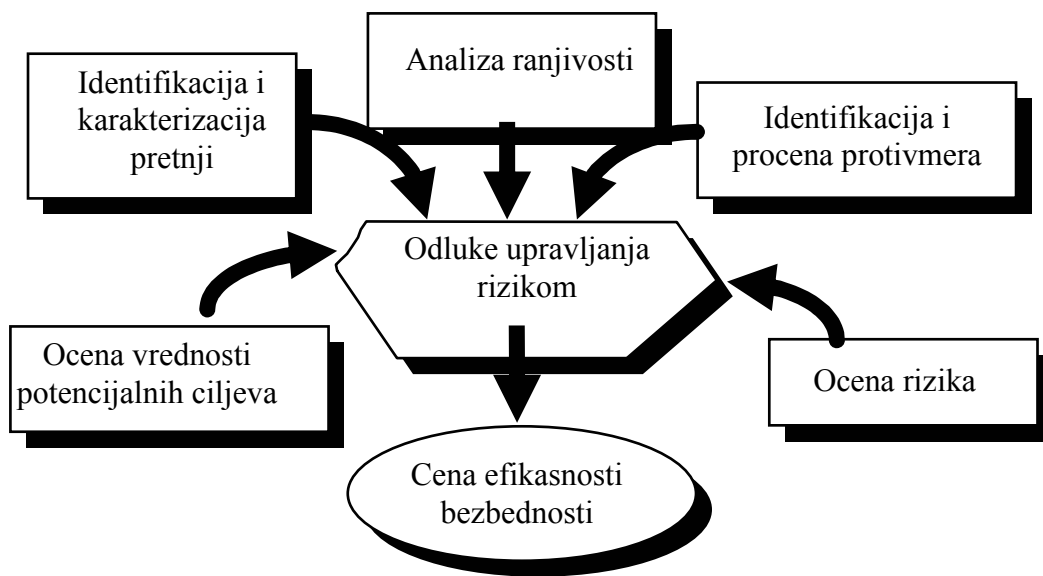 Analiza ranjivosti
Identifikacija i
karakterizacija
pretnji
Identifikacija i
procena protivmera
Odluke upravljanja
rizikom
Ocena vrednosti
potencijalnih ciljeva
Ocena rizika
Cena efikasnosti
bezbednosti